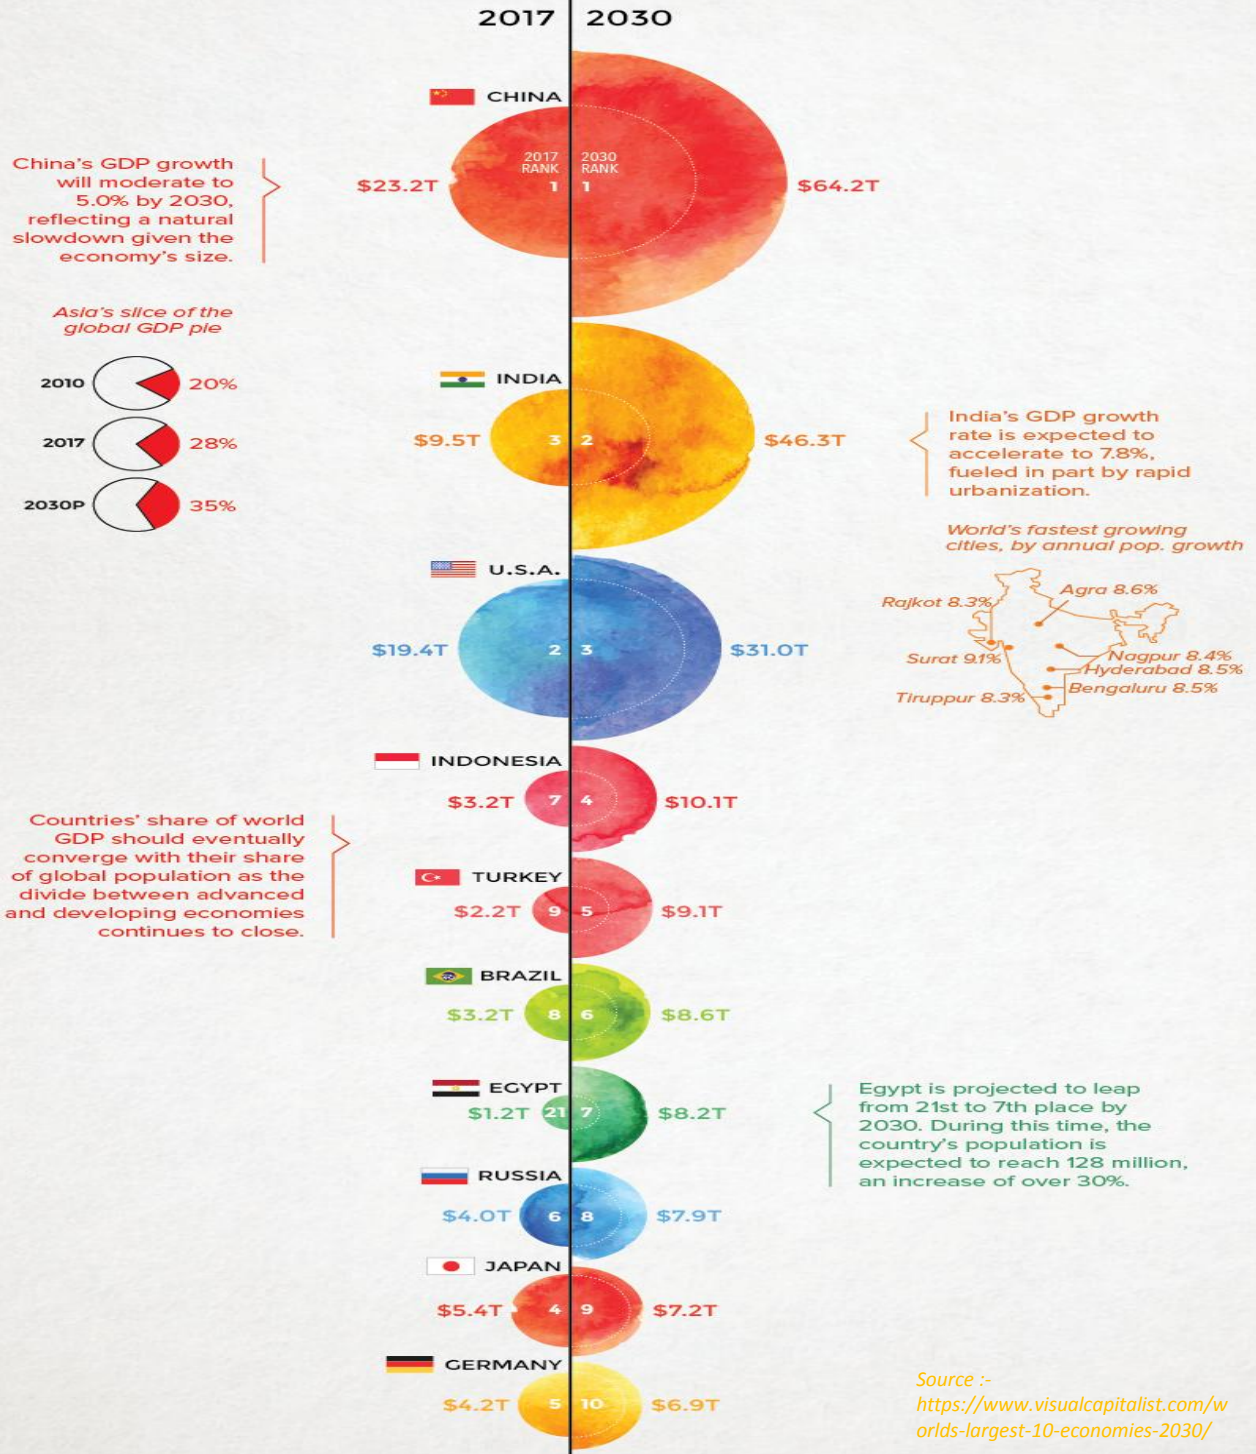 2017 2030
CHINA
2017
RANK
1
2030
RANK
1
$23.2T
$64.2T
China's GDP growth
will moderate to
5.0% by 2030,
reflecting a natural
slowdown given the
economy's size.
Asia's slice of the
global GDP pie
2010 20%
2017 28%
2030P 35%
INDIA
$9.5T 3 2 $46.3T
India's GDP growth
rate is expected to
accelerate to 7.8%,
fueled in part by rapid
urbanization.
World's fastest growing
cities, by annual pop. growth
Agra 8.6%
Rajkot 8.3%
Surat 9.1%
Nagpur 8.4%
Hyderabad 8.5%
Bengaluru 8.5%
Tiruppur 8.3%
U.S.A.
$19.4T 2 3 $31.0T
INDONESIA
$3.2T 7 4 $10.1T
Countries' share of world
GDP should eventually
converge with their share
of global population as the
divide between advanced
and developing economies
continues to close.
TURKEY
$2.2T 9 5 $9.1T
BRAZIL
$3.2T 8 6 $8.6T
EGYPT
$1.2T 21 7 $8.2T
Egypt is projected to leap
from 21st to 7th place by
2030. During this time, the
country's population is
expected to reach 128 million,
an increase of over 30%.
RUSSIA
$4.0T 6 8 $7.9T
JAPAN
$5.4T 4 9 $7.2T
GERMANY
$4.2T 5 10 $6.9T
Source :-
https://www.visualcapitalist.com/w
orlds-largest-10-economies-2030/